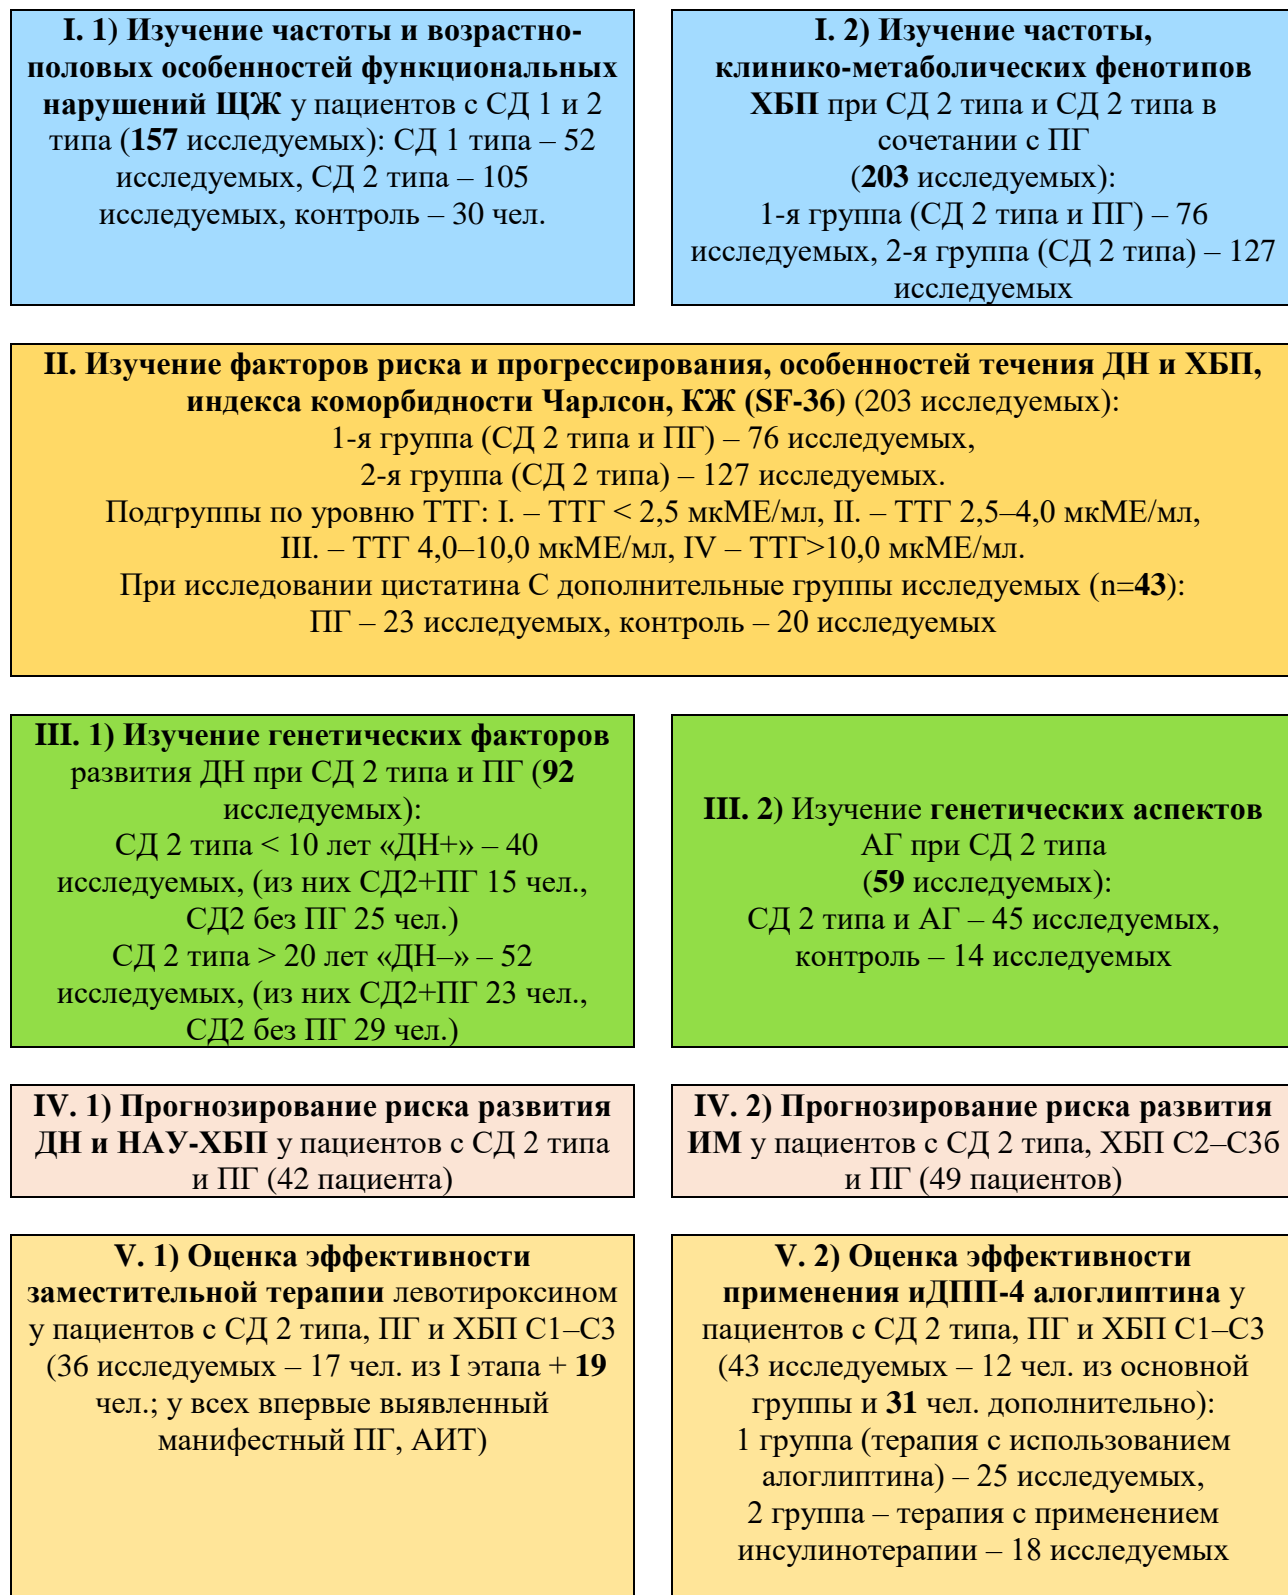 I. 1) Изучение частоты и возрастно-
половых особенностей функциональных
нарушений ЩЖ у пациентов с СД 1 и 2
типа (157 исследуемых): СД 1 типа – 52
исследуемых, СД 2 типа – 105
исследуемых, контроль – 30 чел.
I. 2) Изучение частоты,
клинико-метаболических фенотипов
ХБП при СД 2 типа и СД 2 типа в
сочетании с ПГ
(203 исследуемых):
1-я группа (СД 2 типа и ПГ) – 76
исследуемых, 2-я группа (СД 2 типа) – 127
исследуемых
II. Изучение факторов риска и прогрессирования, особенностей течения ДН и ХБП,
индекса коморбидности Чарлсон, КЖ (SF-36) (203 исследуемых):
1-я группа (СД 2 типа и ПГ) – 76 исследуемых,
2-я группа (СД 2 типа) – 127 исследуемых.
Подгруппы по уровню ТТГ: I. – ТТГ < 2,5 мкМЕ/мл, II. – ТТГ 2,5–4,0 мкМЕ/мл,
III. – ТТГ 4,0–10,0 мкМЕ/мл, IV – ТТГ>10,0 мкМЕ/мл.
При исследовании цистатина С дополнительные группы исследуемых (n=43):
ПГ – 23 исследуемых, контроль – 20 исследуемых
III. 1) Изучение генетических факторов
развития ДН при СД 2 типа и ПГ (92
исследуемых):
СД 2 типа < 10 лет «ДН+» – 40
исследуемых, (из них СД2+ПГ 15 чел.,
СД2 без ПГ 25 чел.)
СД 2 типа > 20 лет «ДН–» – 52
исследуемых, (из них СД2+ПГ 23 чел.,
СД2 без ПГ 29 чел.)
III. 2) Изучение генетических аспектов
АГ при СД 2 типа
(59 исследуемых):
СД 2 типа и АГ – 45 исследуемых,
контроль – 14 исследуемых
IV. 1) Прогнозирование риска развития
ДН и НАУ-ХБП у пациентов с СД 2 типа
и ПГ (42 пациента)
IV. 2) Прогнозирование риска развития
ИМ у пациентов с СД 2 типа, ХБП С2–С3б
и ПГ (49 пациентов)
V. 1) Оценка эффективности
заместительной терапии левотироксином
у пациентов с СД 2 типа, ПГ и ХБП С1–С3
(36 исследуемых – 17 чел. из I этапа + 19
чел.; у всех впервые выявленный
манифестный ПГ, АИТ)
V. 2) Оценка эффективности
применения иДПП-4 алоглиптина у
пациентов с СД 2 типа, ПГ и ХБП С1–С3
(43 исследуемых – 12 чел. из основной
группы и 31 чел. дополнительно):
1 группа (терапия с использованием
алоглиптина) – 25 исследуемых,
2 группа – терапия с применением
инсулинотерапии – 18 исследуемых